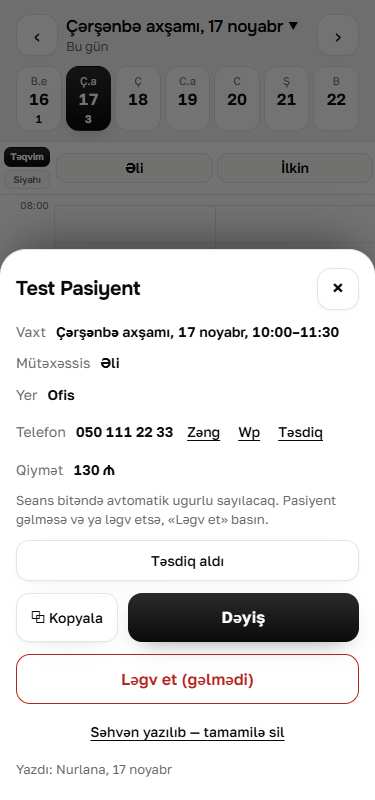 ‹
Çərşənbə axşamı, 17 noyabr ▼
Bu gün
›
B.e
16
1
Ç.a
17
3
Ç
18
C.a
19
C
20
Ş
21
B
22
Təqvim
Siyahı
Əli
İlkin
08:00
Test Pasiyent
×
Vaxt Çərşənbə axşamı, 17 noyabr, 10:00–11:30
Mütəxəssis Əli
Yer Ofis
Telefon 050 111 22 33 Zəng Wp Təsdiq
Qiymət 130 ₼
Seans bitəndə avtomatik uğurlu sayılacaq. Pasiyent
gəlməsə və ya ləğv etsə, «Ləğv et» basın.
Təsdiq aldı
Kopyala
Dəyiş
Ləğv et (gəlmədi)
Səhvən yazılıb — tamamilə sil
Yazdı: Nurlana, 17 noyabr